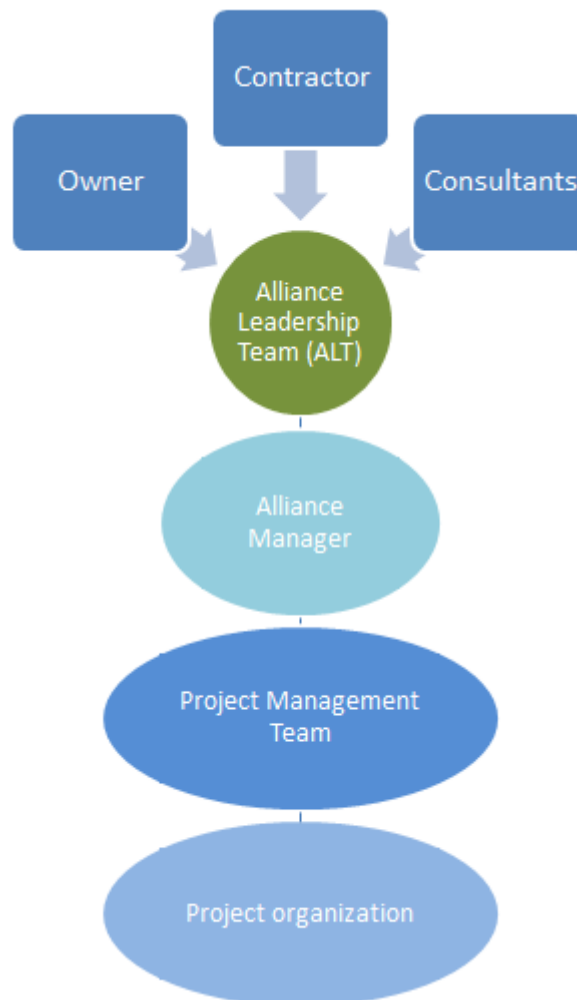 Contractor
Owner
Consultants
Alliance
Leadership
Team (ALT)
Alliance
Manager
Project Management
Team
Project organization